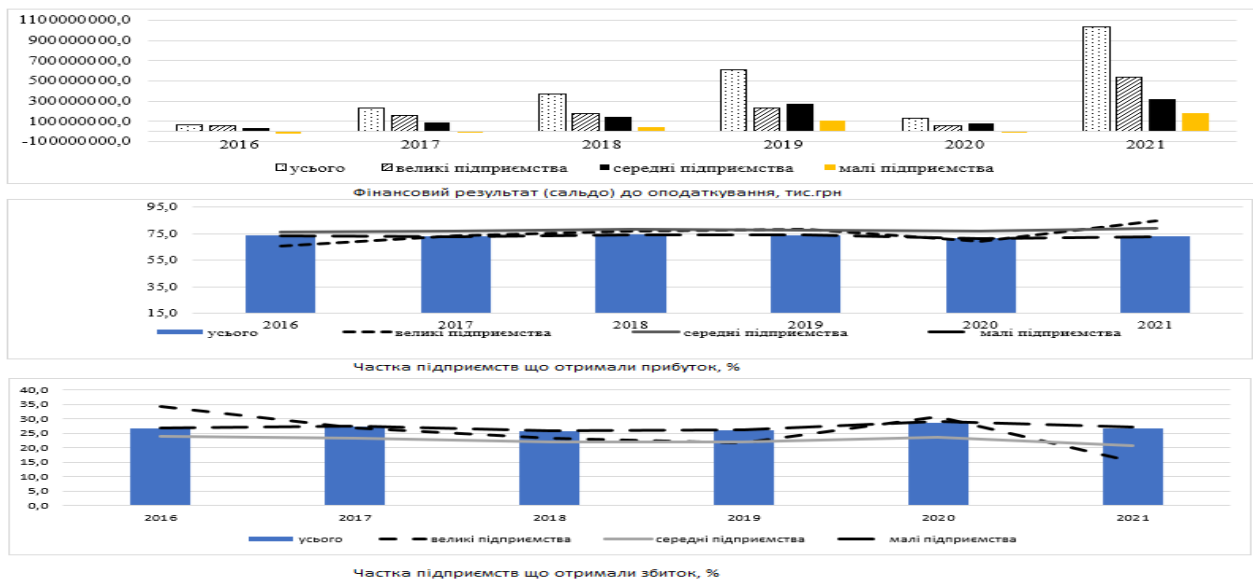 1100000000,0
900000000,0
700000000,0
500000000,0
300000000,0
100000000,0
-100000000,0
2016 2017 2018 2019 2020 2021
усього великі підприємства середні підприємства малі підприємства
Фінансовий результат (сальдо) до оподаткування, тис.грн
95,0
75,0
55,0
35,0
15,0
2016 2017 2018 2019 2020 2021
усього великі підприємства середні підприємства малі підприємства
Частка підприємств що отримали прибуток, %
40,0
35,0
30,0
25,0
20,0
15,0
10,0
5,0
0,0
2016 2017 2018 2019 2020 2021
усього великі підприємства середні підприємства малі підприємства
Частка підприємств що отримали збиток, %